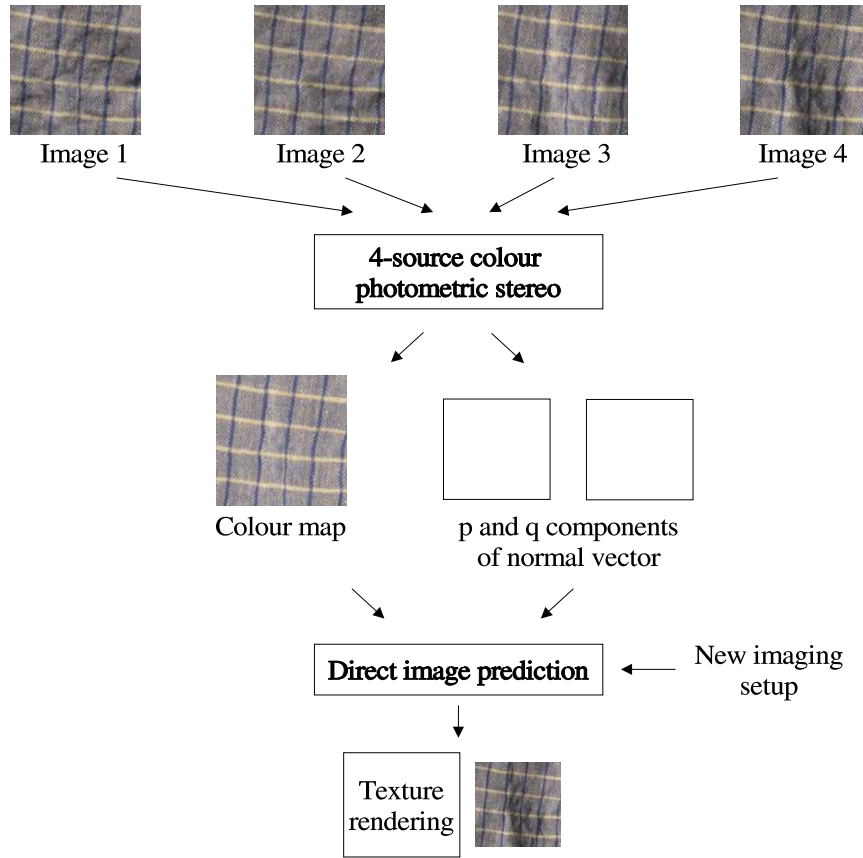 Image 1
Image 2
Image 3
Image 4
4-source colour
photometric stereo
Colour map
p and q components
of normal vector
Direct image prediction
New imaging
setup
Texture
rendering